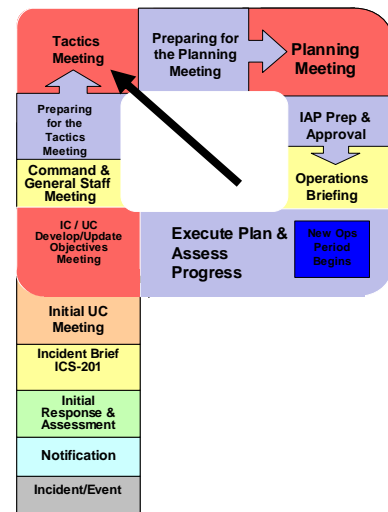 Tactics
Meeting
Preparing for
the Planning
Meeting
Planning
Meeting
Preparing
for the
Tactics
Meeting
IAP Prep &
Approval
Command &
General Staff
Meeting
Operations
Briefing
IC / UC
Develop/Update
Objectives
Meeting
Execute Plan &
Assess
Progress
New Ops
Period
Begins
Initial UC
Meeting
Incident Brief
ICS-201
Initial
Response &
Assessment
Notification
Incident/Event